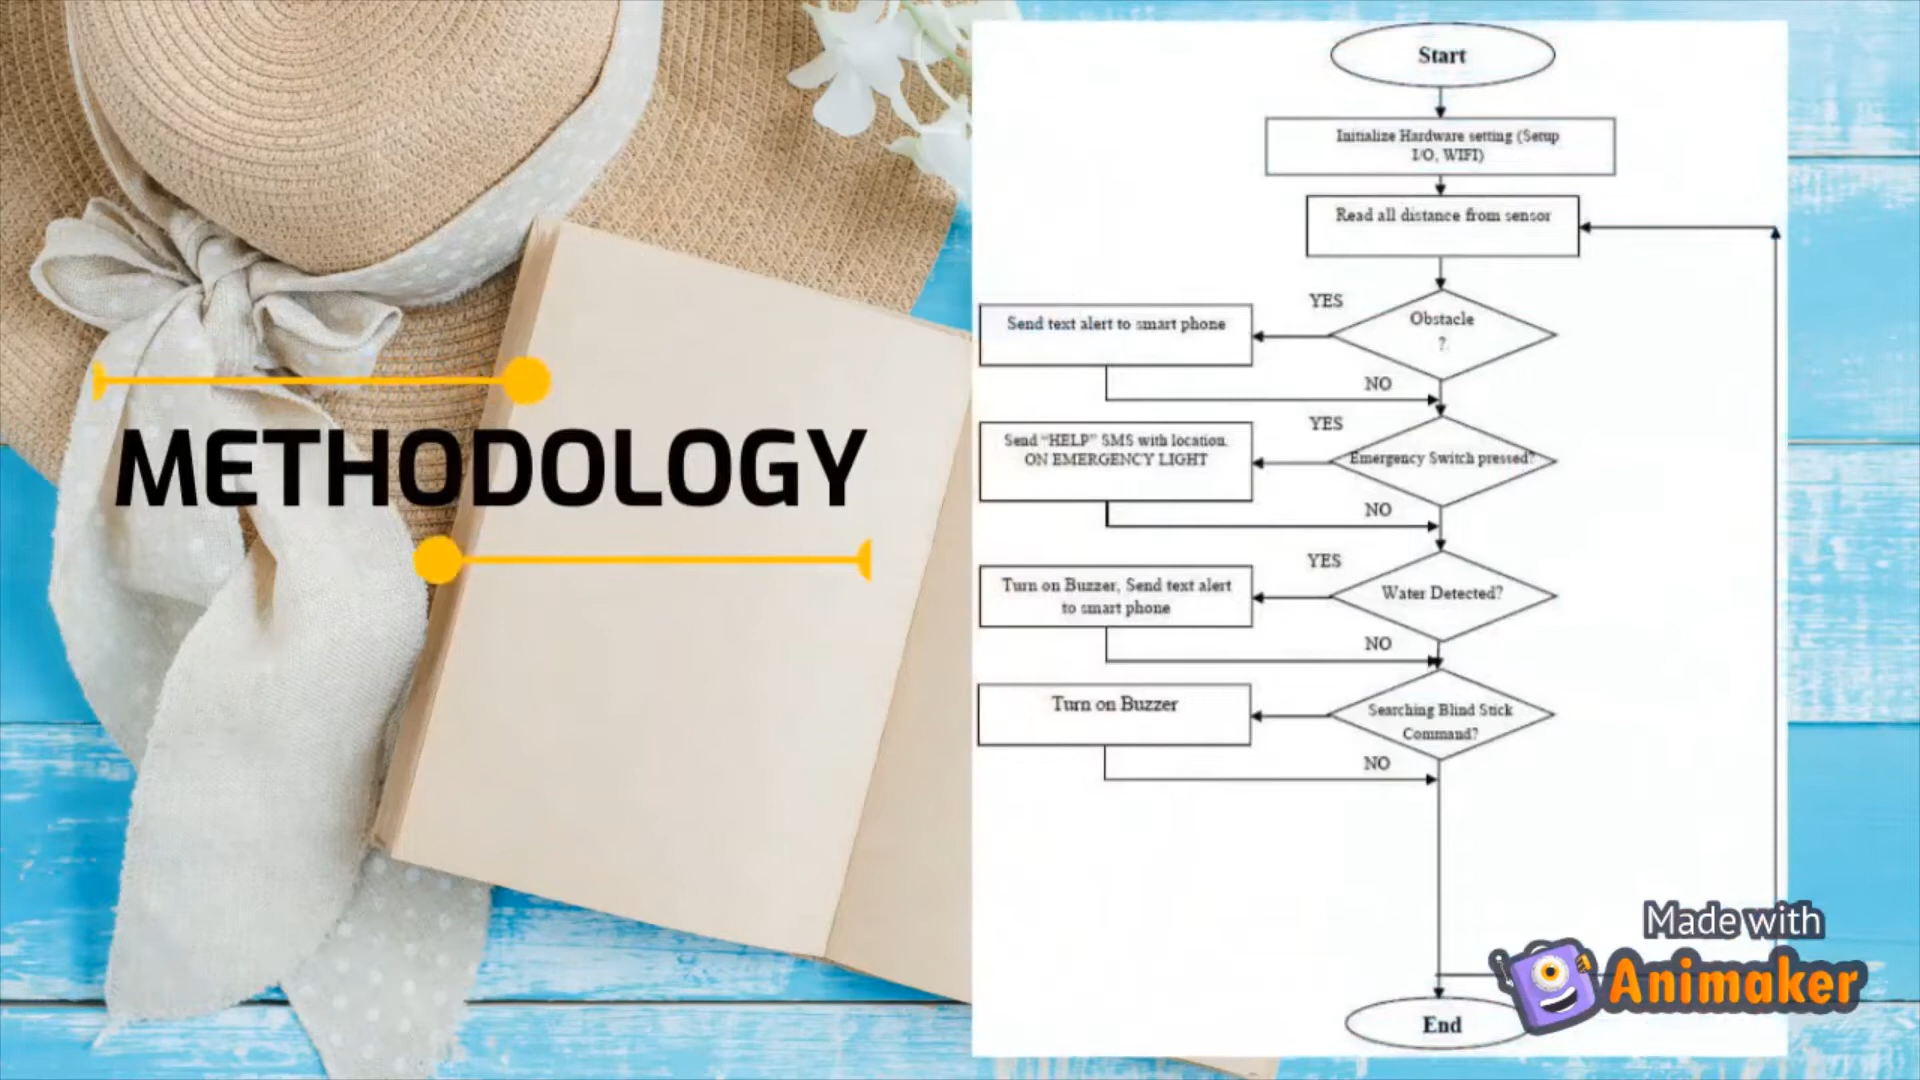 METHODOLOGY
Start
Initialize Hardware setting (Setup
I/O, WIFI)
Read all distance from sensor
YES
Obstacle
?
Send text alert to smart phone
NO
YES
Send “HELP” SMS with location.
ON EMERGENCY LIGHT
Emergency Switch pressed?
NO
YES
Turn on Buzzer, Send text alert
to smart phone
Water Detected?
NO
Turn on Buzzer
Searching Blind Stick
Command?
NO
End
Made with
Animaker